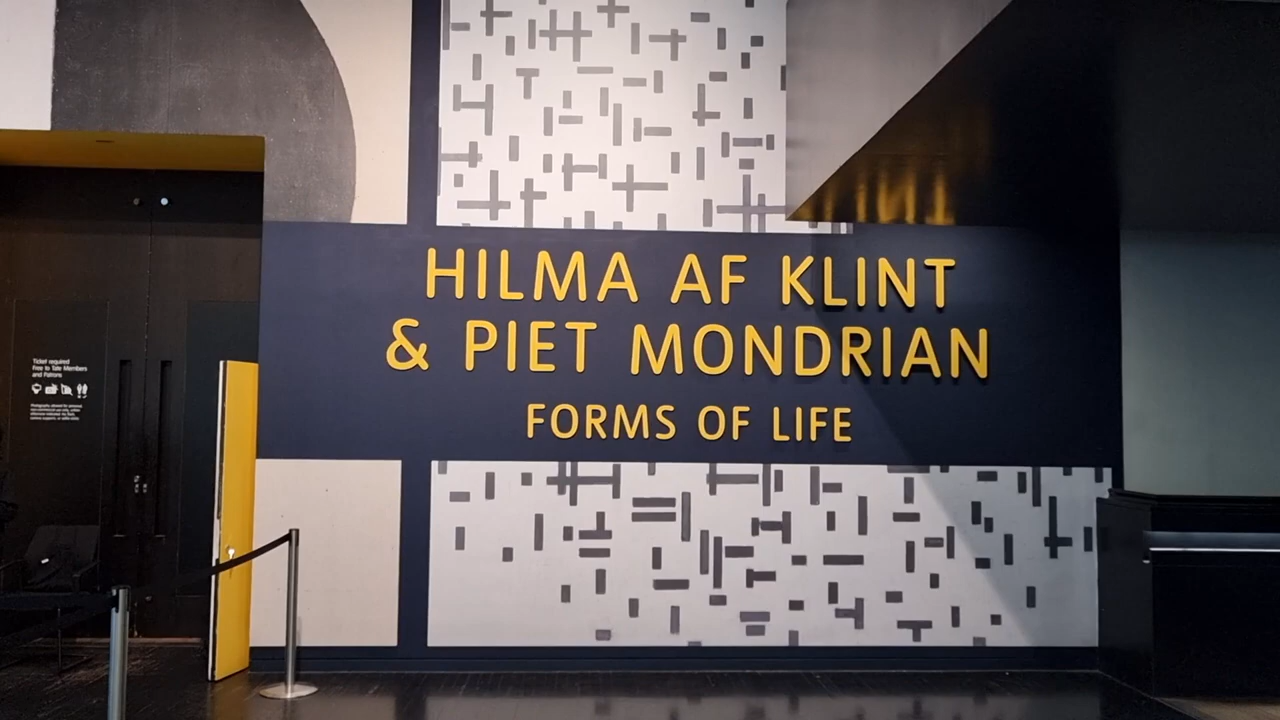 HILMA AF KLINT
& PIET MONDRIAN
FORMS OF LIFE
Ticket required
Free to Tate Members
and Patrons